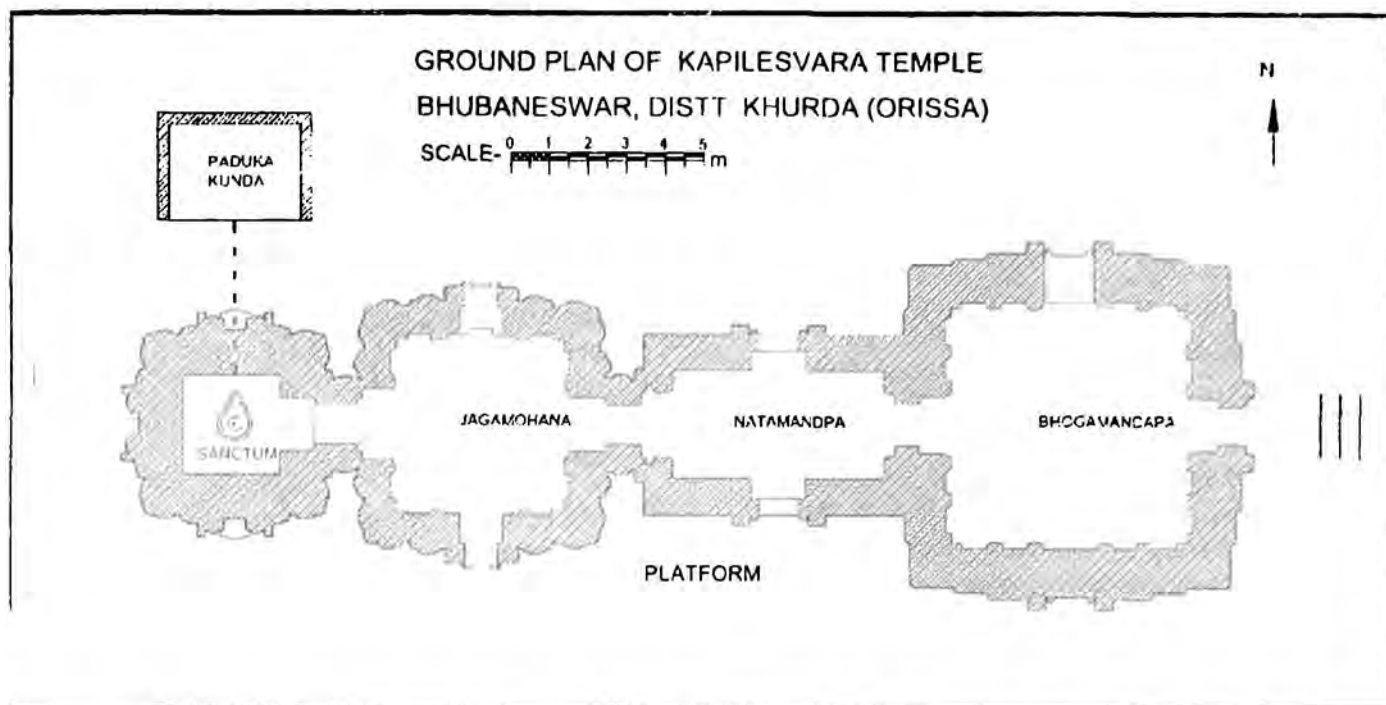 GROUND PLAN OF KAPILESVARA TEMPLE
BHUBANESWAR, DISTT KHURDA (ORISSA)
SCALE- 0 1 2 3 4 5 m
N
PADUKA
KUNDA
SANCTUM
JAGAMOHANA
NATAMANDPA
BHOGAMANDAPA
PLATFORM